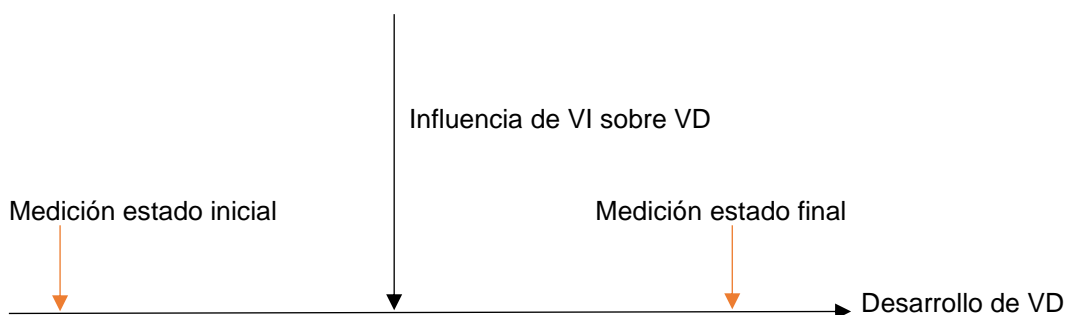 Influencia de VI sobre VD
Medición estado inicial
Medición estado final
Desarrollo de VD